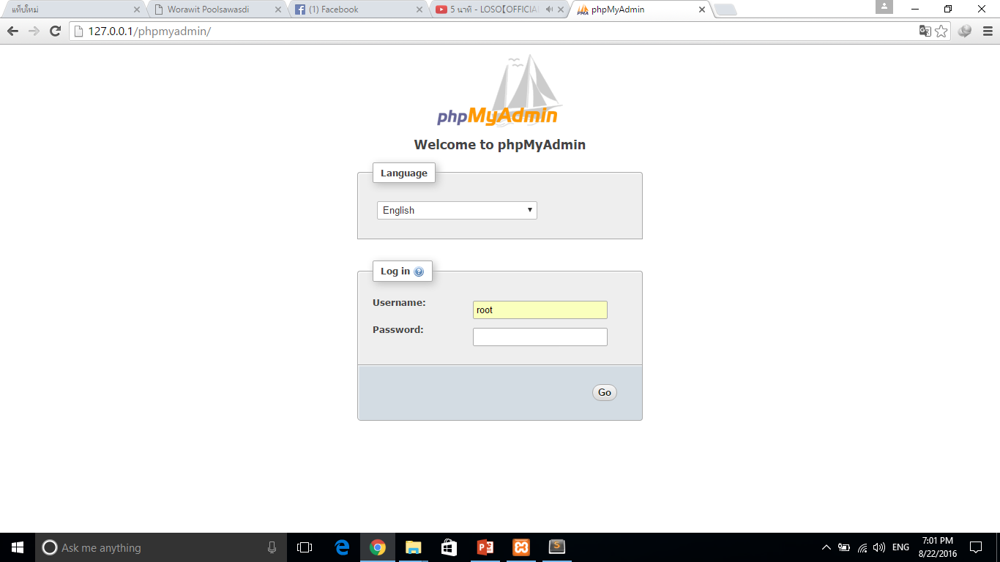 แท็บใหม่
Worawit Poolsawasdi
(1) Facebook
5 นาที - LOSO【OFFICIA
phpMyAdmin
127.0.0.1/phpmyadmin/
phpMyAdmin
Welcome to phpMyAdmin
Language
English
Log in
Username:
root
Password:
Go
Ask me anything
ENG
7:01 PM
8/22/2016